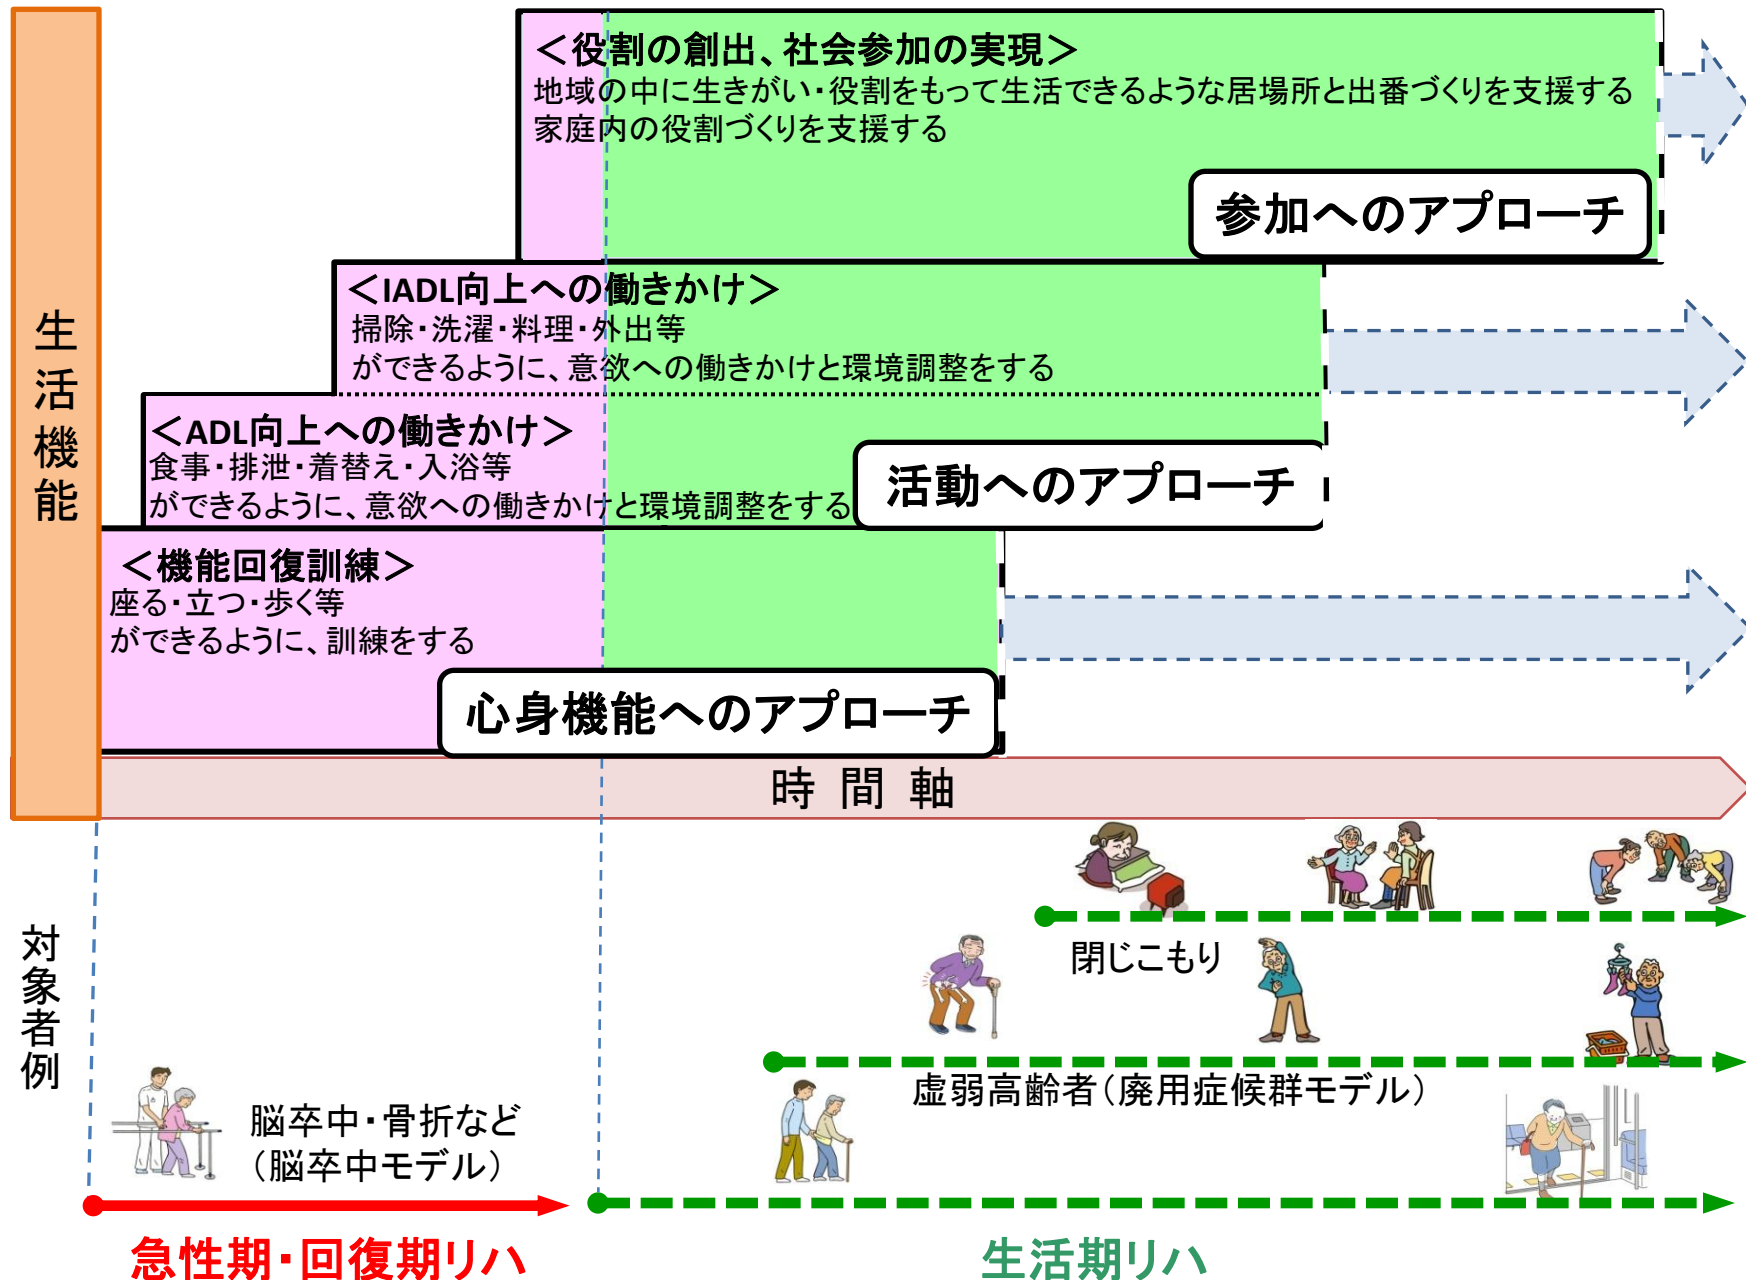 ＜役割の創出、社会参加の実現＞
地域の中に生きがい・役割をもって生活できるような居場所と出番づくりを支援する
家庭内の役割づくりを支援する
参加へのアプローチ
＜IADL向上への働きかけ＞
掃除・洗濯・料理・外出等
ができるように、意欲への働きかけと環境調整をする
＜ADL向上への働きかけ＞
食事・排泄・着替え・入浴等
ができるように、意欲への働きかけと環境調整をする
活動へのアプローチ
＜機能回復訓練＞
座る・立つ・歩く等
ができるように、訓練をする
心身機能へのアプローチ
生活機能
時間軸
対象者例
閉じこもり
虚弱高齢者（廃用症候群モデル）
脳卒中・骨折など
（脳卒中モデル）
急性期・回復期リハ
生活期リハ